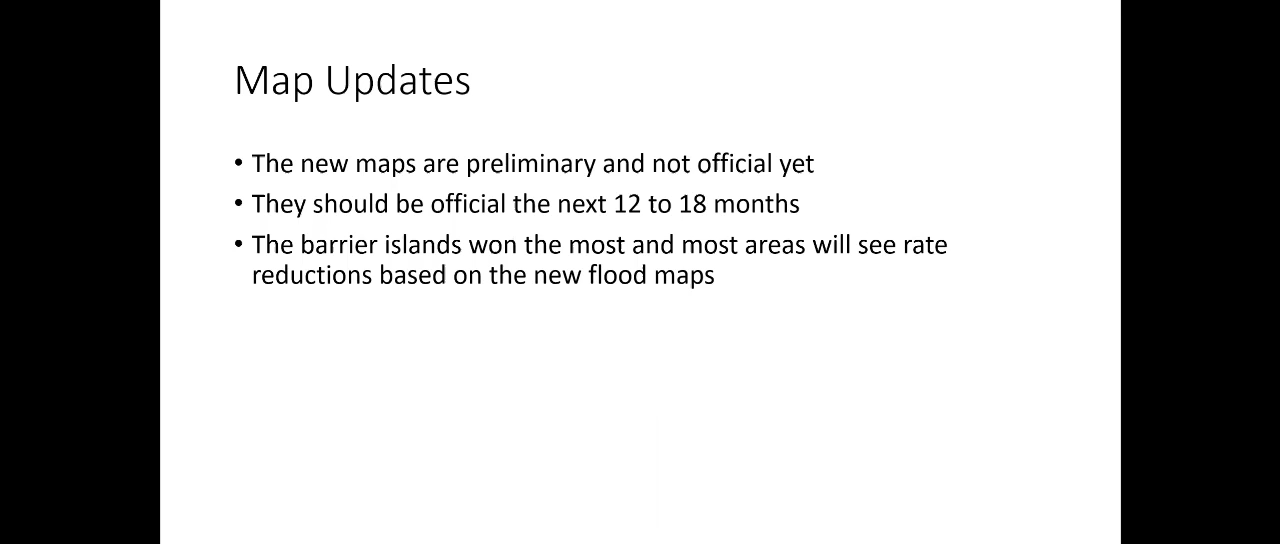 Map Updates
• The new maps are preliminary and not official yet
• They should be official the next 12 to 18 months
• The barrier islands won the most and most areas will see rate
reductions based on the new flood maps